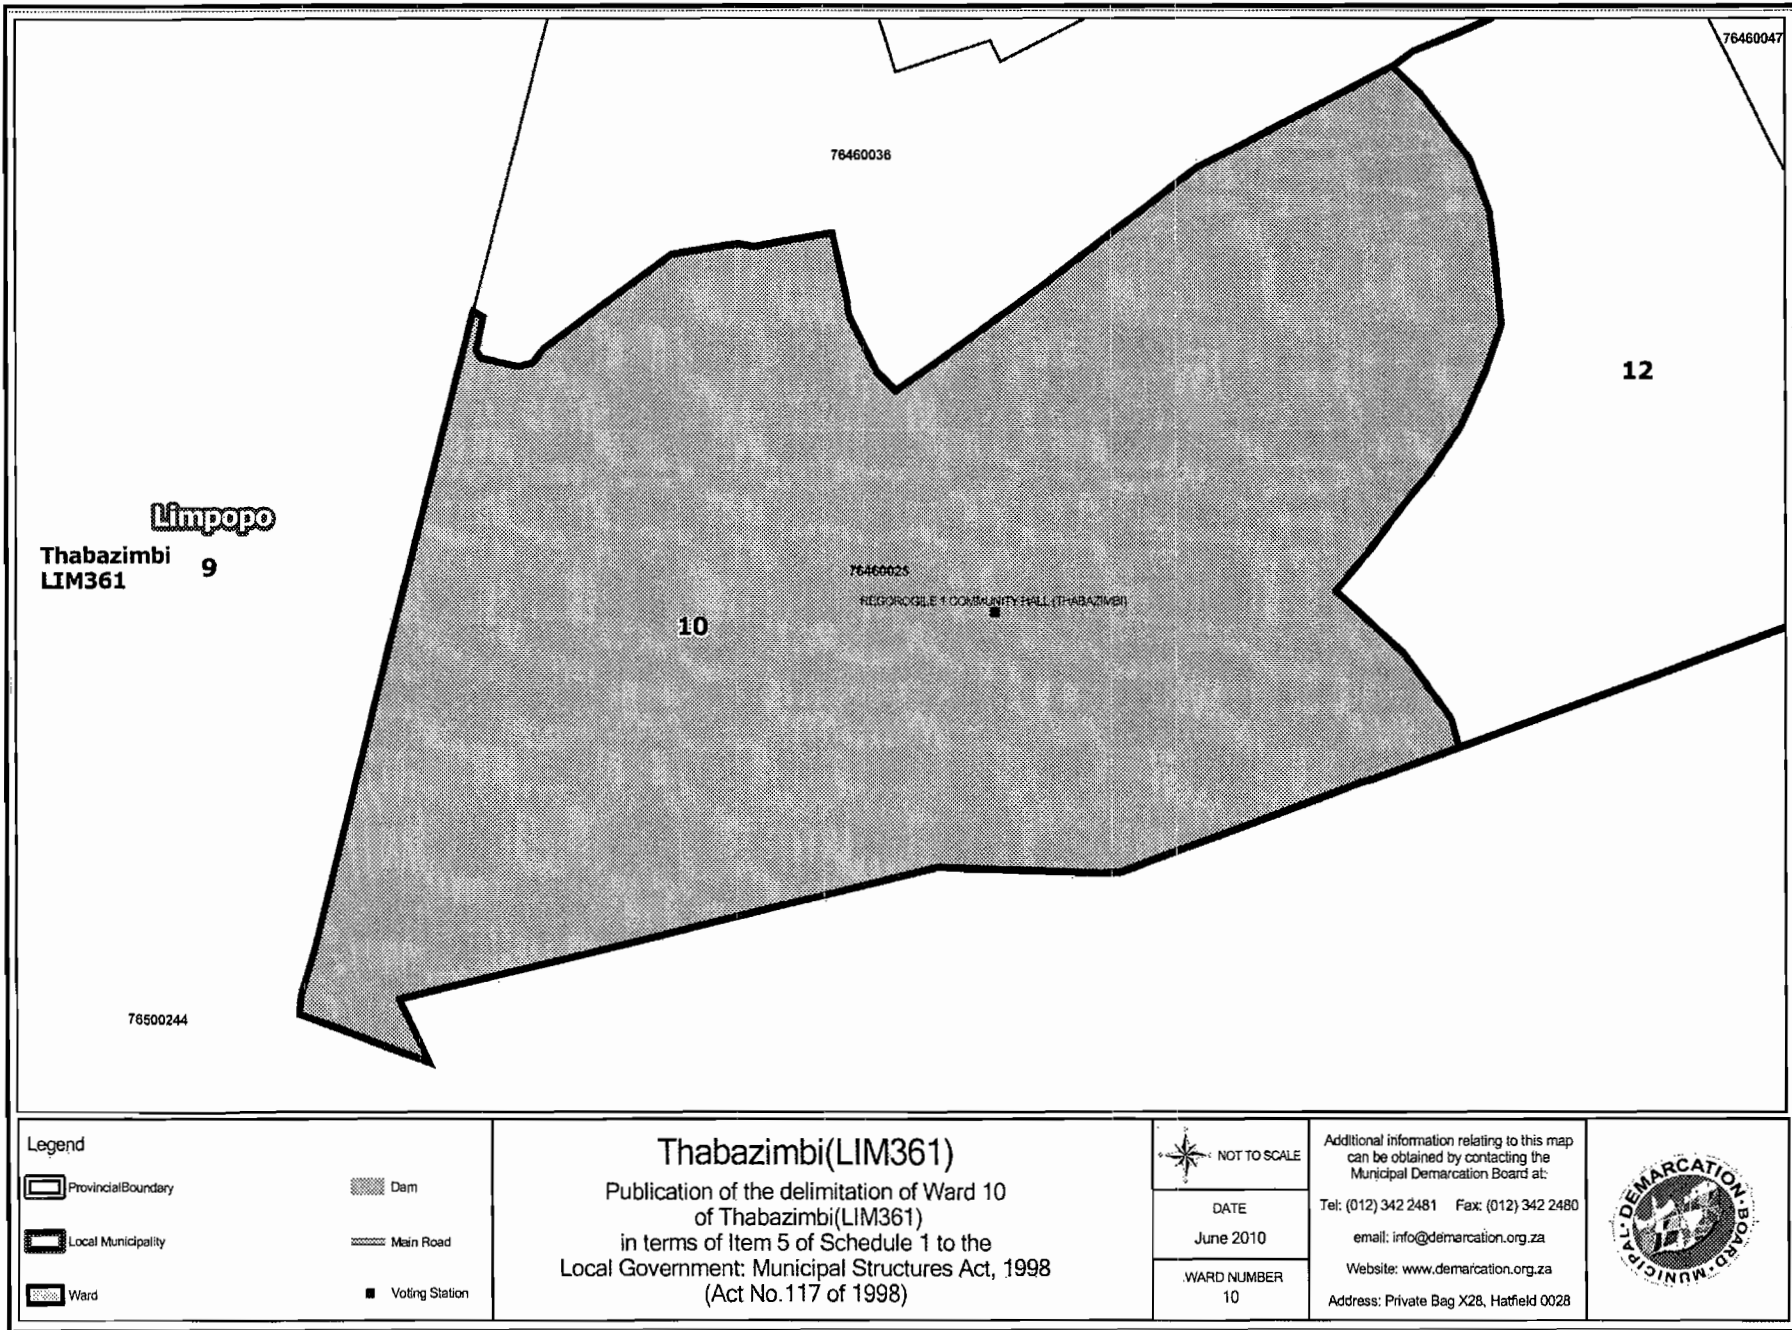 76460047
76460036
12
Limpopo
Thabazimbi
LIM361
9
76460025
REGOROGILE 1 COMMUNITY HALL (THABAZIMBI)
10
76500244
Legend
ProvincialBoundary
Dam
Local Municipality
Main Road
Ward
Voting Station
Thabazimbi(LIM361)
Publication of the delimitation of Ward 10
of Thabazimbi(LIM361)
in terms of Item 5 of Schedule 1 to the
Local Government: Municipal Structures Act, 1998
(Act No.117 of 1998)
NOT TO SCALE
DATE
June 2010
WARD NUMBER
10
Additional information relating to this map
can be obtained by contacting the
Municipal Demarcation Board at:
Tel: (012) 342 2481 Fax: (012) 342 2480
email: info@demarcation.org.za
Website: www.demarcation.org.za
Address: Private Bag X28, Hatfield 0028
MUNICIPAL DEMARCATION BOARD